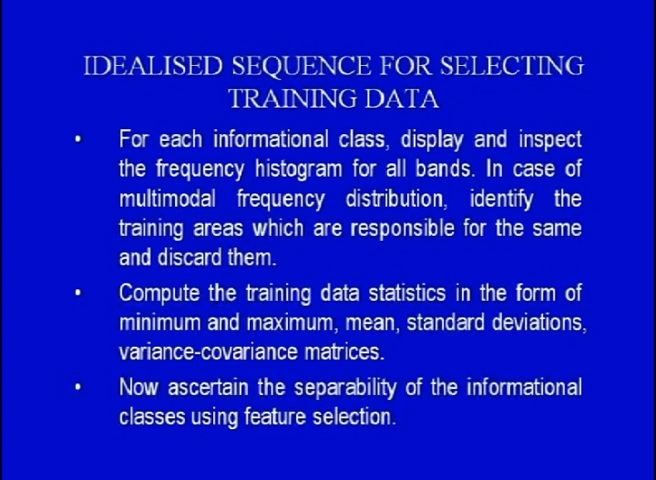 IDEALISED SEQUENCE FOR SELECTING
TRAINING DATA
• For each informational class, display and inspect
the frequency histogram for all bands. In case of
multimodal frequency distribution, identify the
training areas which are responsible for the same
and discard them.
• Compute the training data statistics in the form of
minimum and maximum, mean, standard deviations,
variance-covariance matrices.
• Now ascertain the separability of the informational
classes using feature selection.